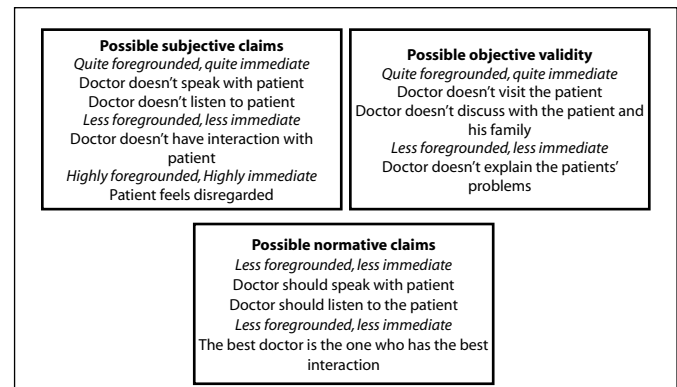 Possible subjective claims
Quite foregrounded, quite immediate
Doctor doesn't speak with patient
Doctor doesn't listen to patient
Less foregrounded, less immediate
Doctor doesn't have interaction with
patient
Highly foregrounded, Highly immediate
Patient feels disregarded
Possible objective validity
Quite foregrounded, quite immediate
Doctor doesn't visit the patient
Doctor doesn't discuss with the patient and
his family
Less foregrounded, less immediate
Doctor doesn't explain the patients'
problems
Possible normative claims
Less foregrounded, less immediate
Doctor should speak with patient
Doctor should listen to the patient
Less foregrounded, less immediate
The best doctor is the one who has the best
interaction